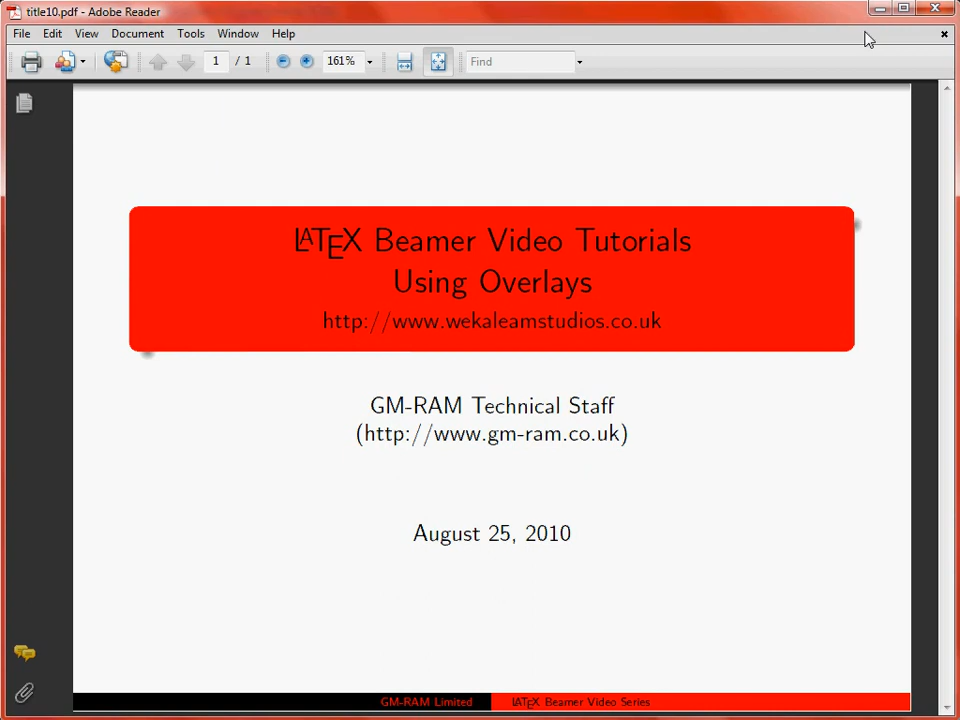 title10.pdf - Adobe Reader
File Edit View Document Tools Window Help
1 / 1 161% Find
LATEX Beamer Video Tutorials
Using Overlays
http://www.wekaleamstudios.co.uk
GM-RAM Technical Staff
(http://www.gm-ram.co.uk)
August 25, 2010
GM-RAM Limited LATEX Beamer Video Series